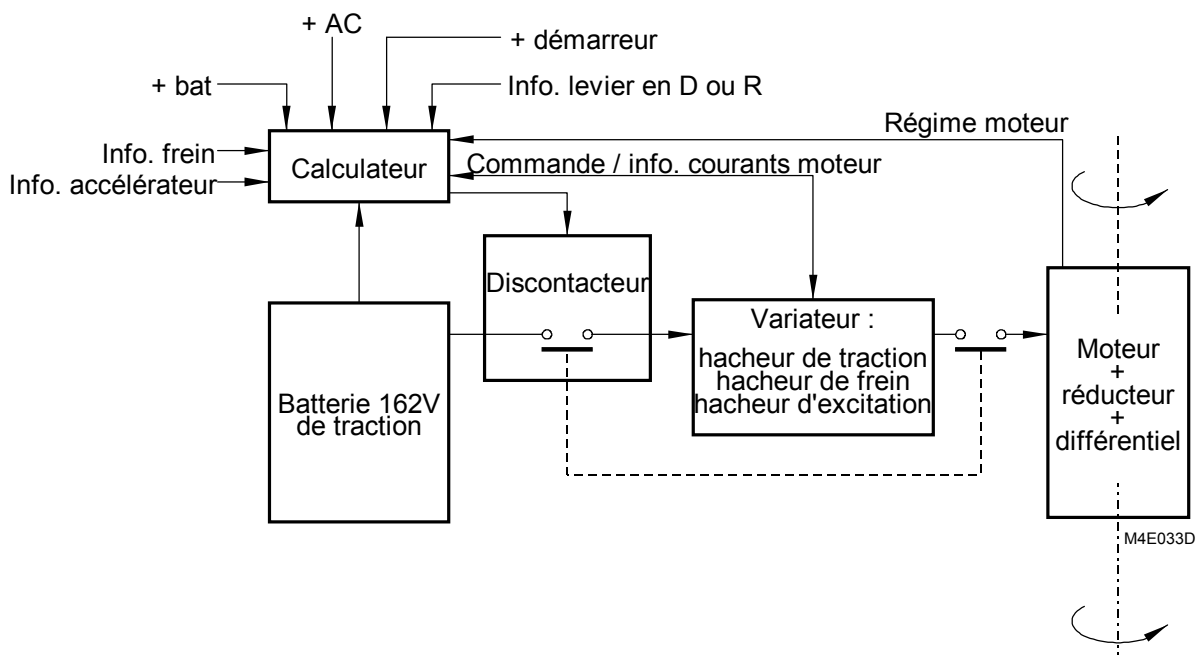 + AC
+ démarreur
+ bat
Info. levier en D ou R
Régime moteur
Info. frein
Info. accélérateur
Calculateur
Commande / info. courants moteur
Discontacteur
Variateur :
hacheur de traction
hacheur de frein
hacheur d'excitation
Batterie 162V
de traction
Moteur
+
réducteur
+
différentiel
M4E033D